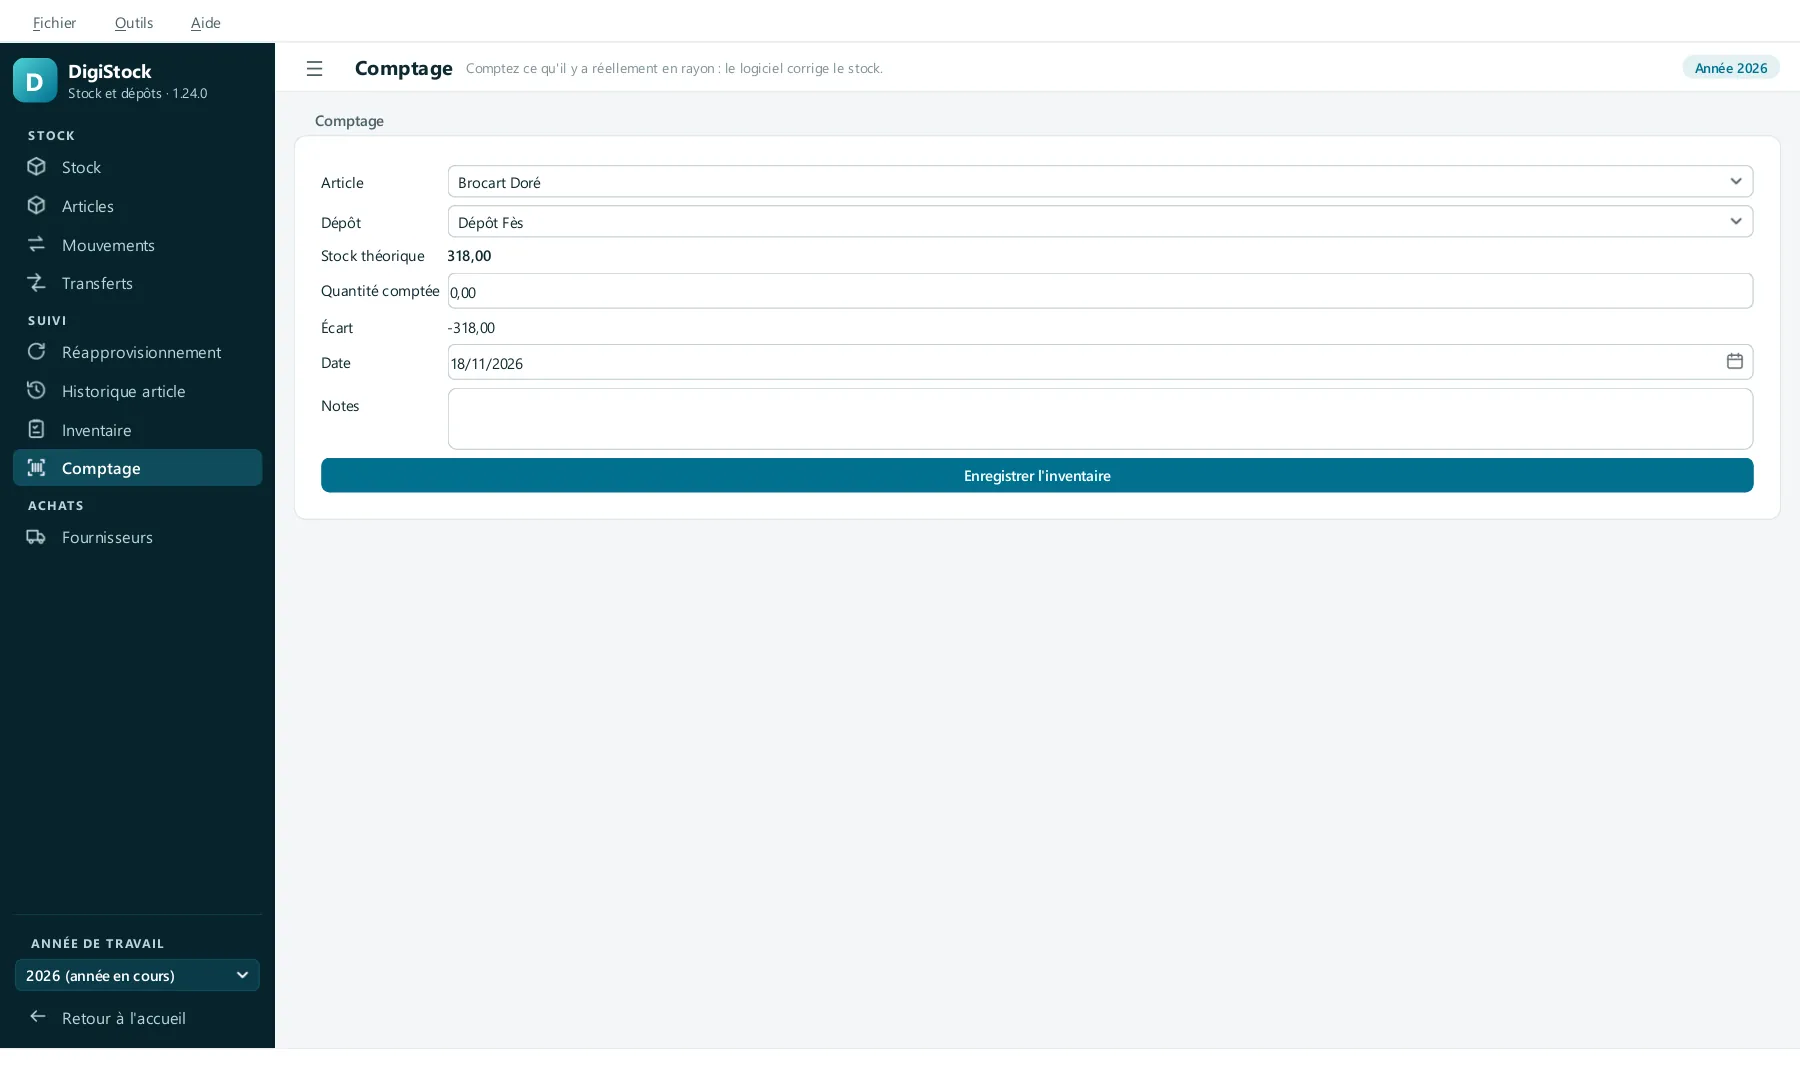 Fichier Outils Aide
D
DigiStock
Stock et dépôts · 1.24.0
STOCK
Stock
Articles
Mouvements
Transferts
SUIVI
Réapprovisionnement
Historique article
Inventaire
Comptage
ACHATS
Fournisseurs
ANNÉE DE TRAVAIL
2026 (année en cours)
Retour à l'accueil
Comptage Comptez ce qu'il y a réellement en rayon : le logiciel corrige le stock. Année 2026
Comptage
Article Brocart Doré
Dépôt Dépôt Fès
Stock théorique 318,00
Quantité comptée 0,00
Écart -318,00
Date 18/11/2026
Notes
Enregistrer l'inventaire